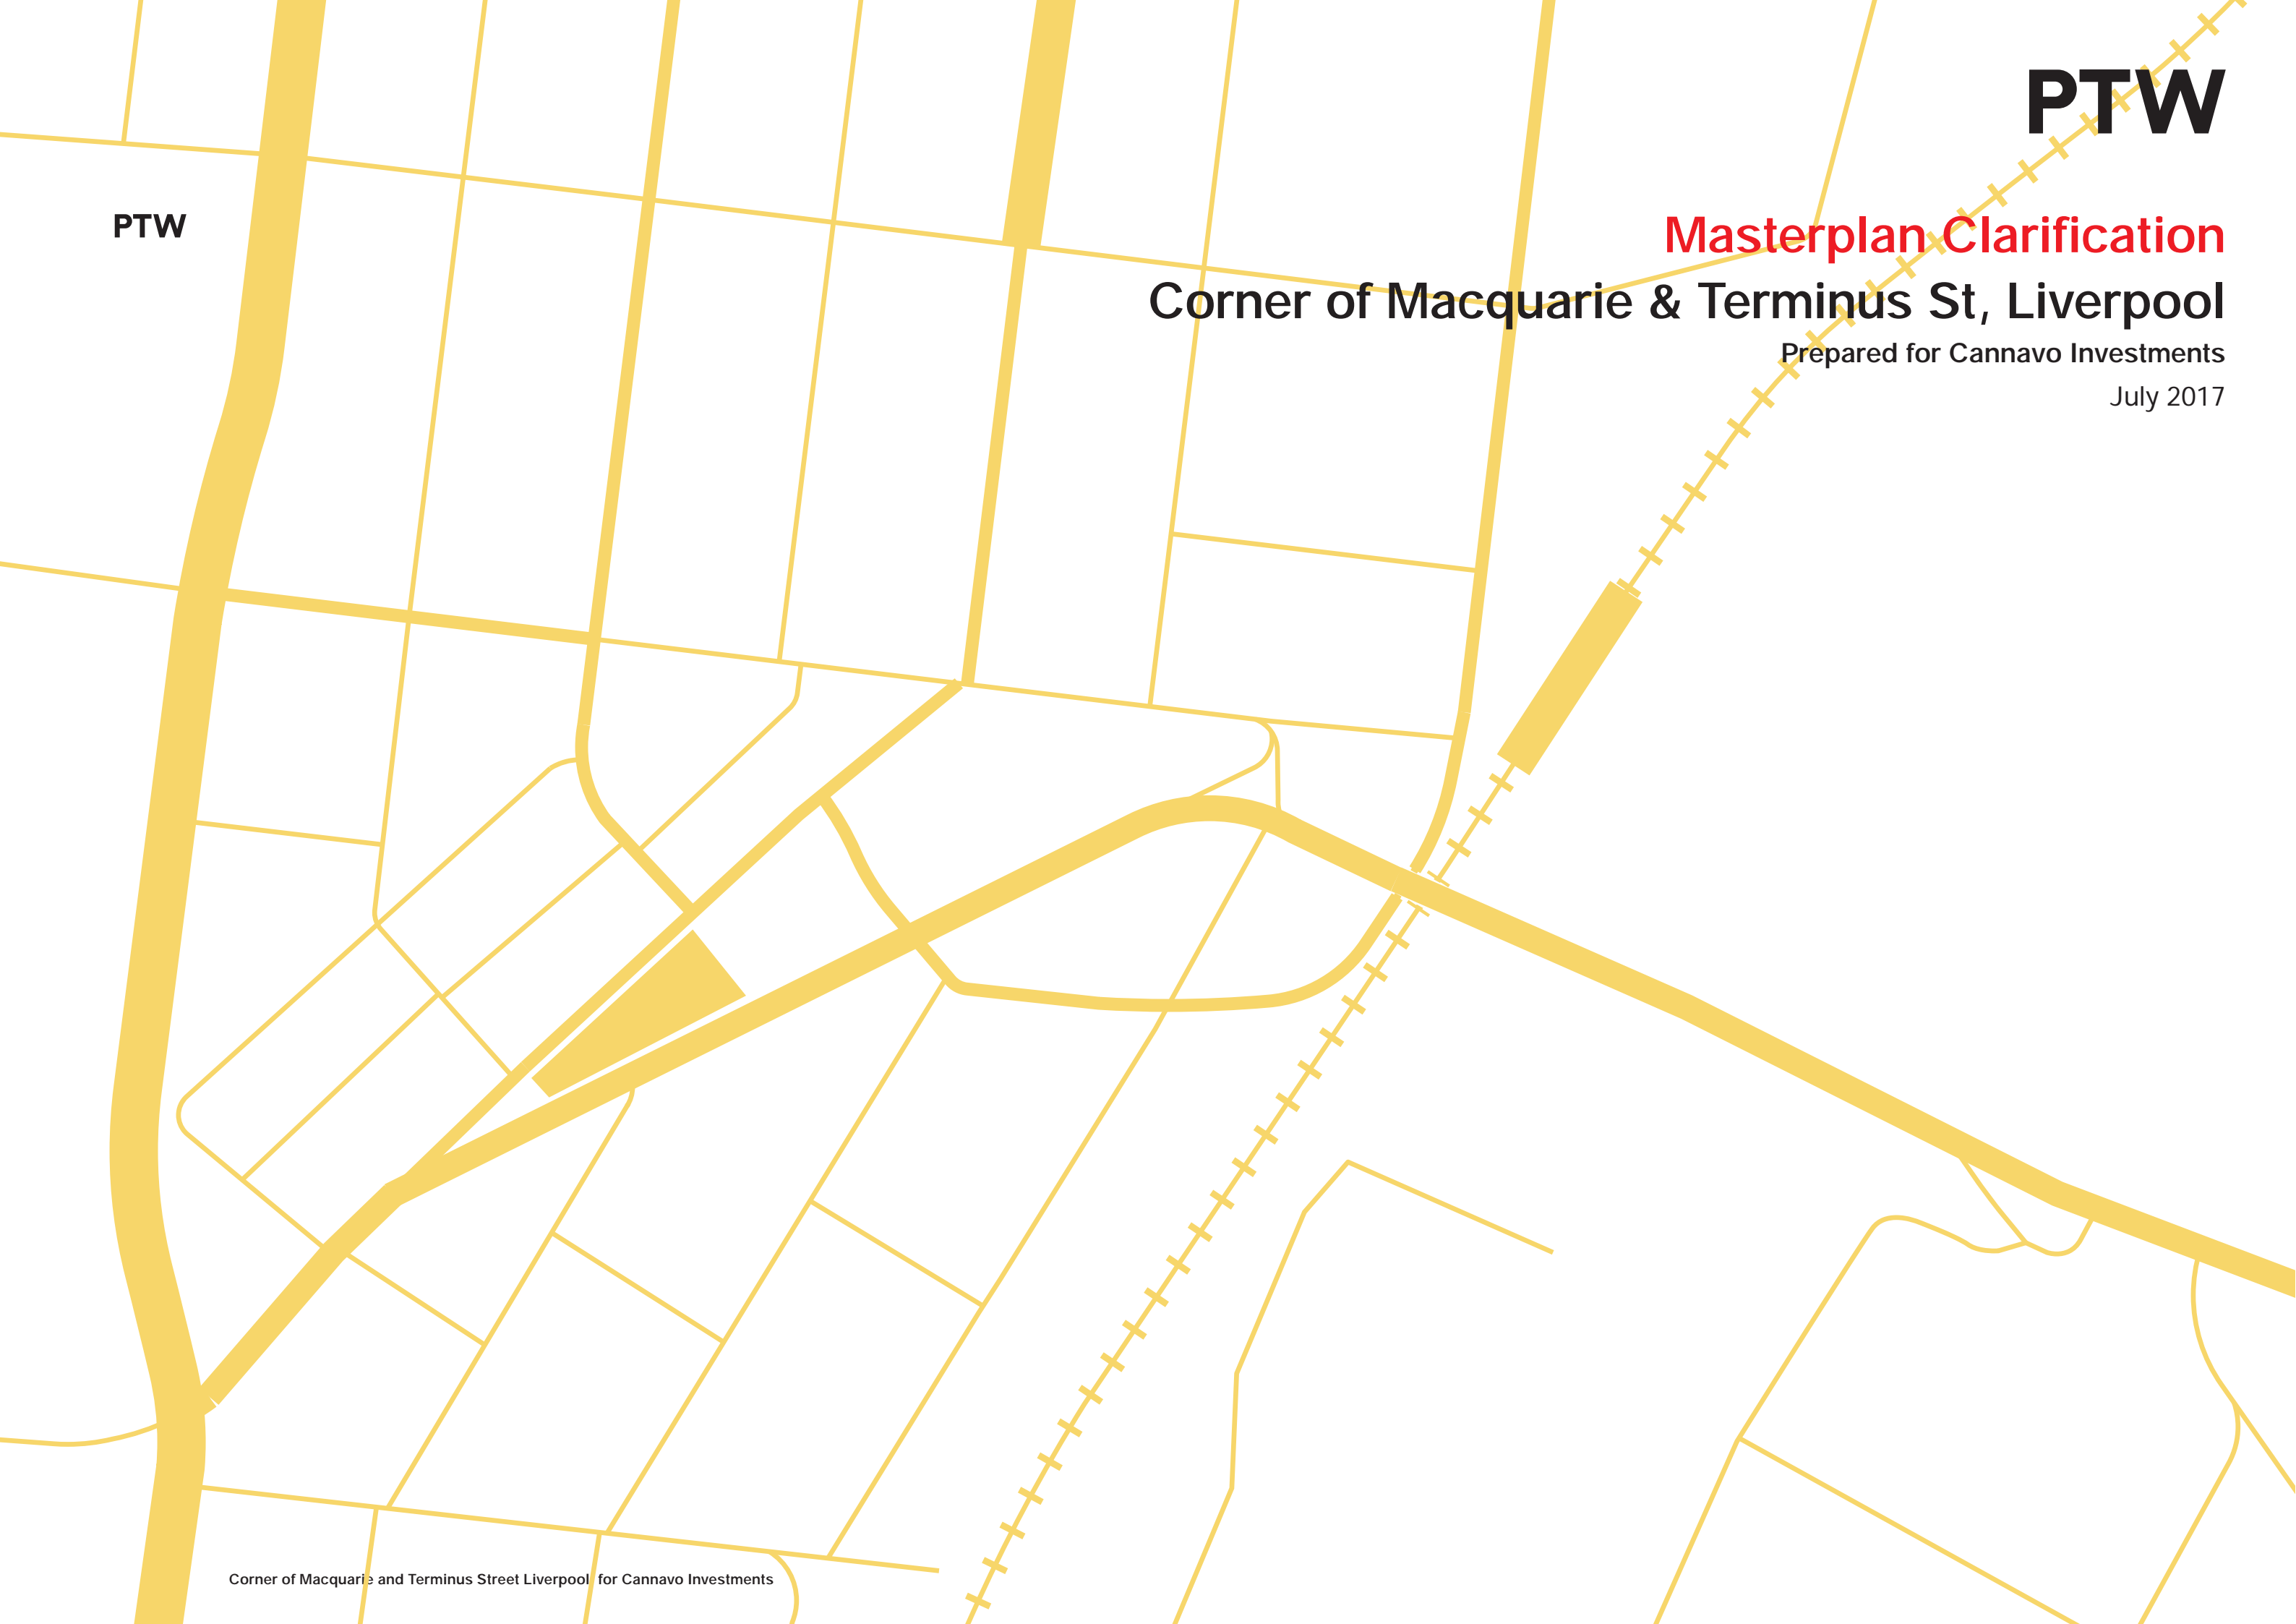 PTW
PTW
Masterplan Clarification
Corner of Macquarie & Terminus St, Liverpool
Prepared for Cannavo Investments
July 2017
Corner of Macquarie and Terminus Street Liverpool, for Cannavo Investments